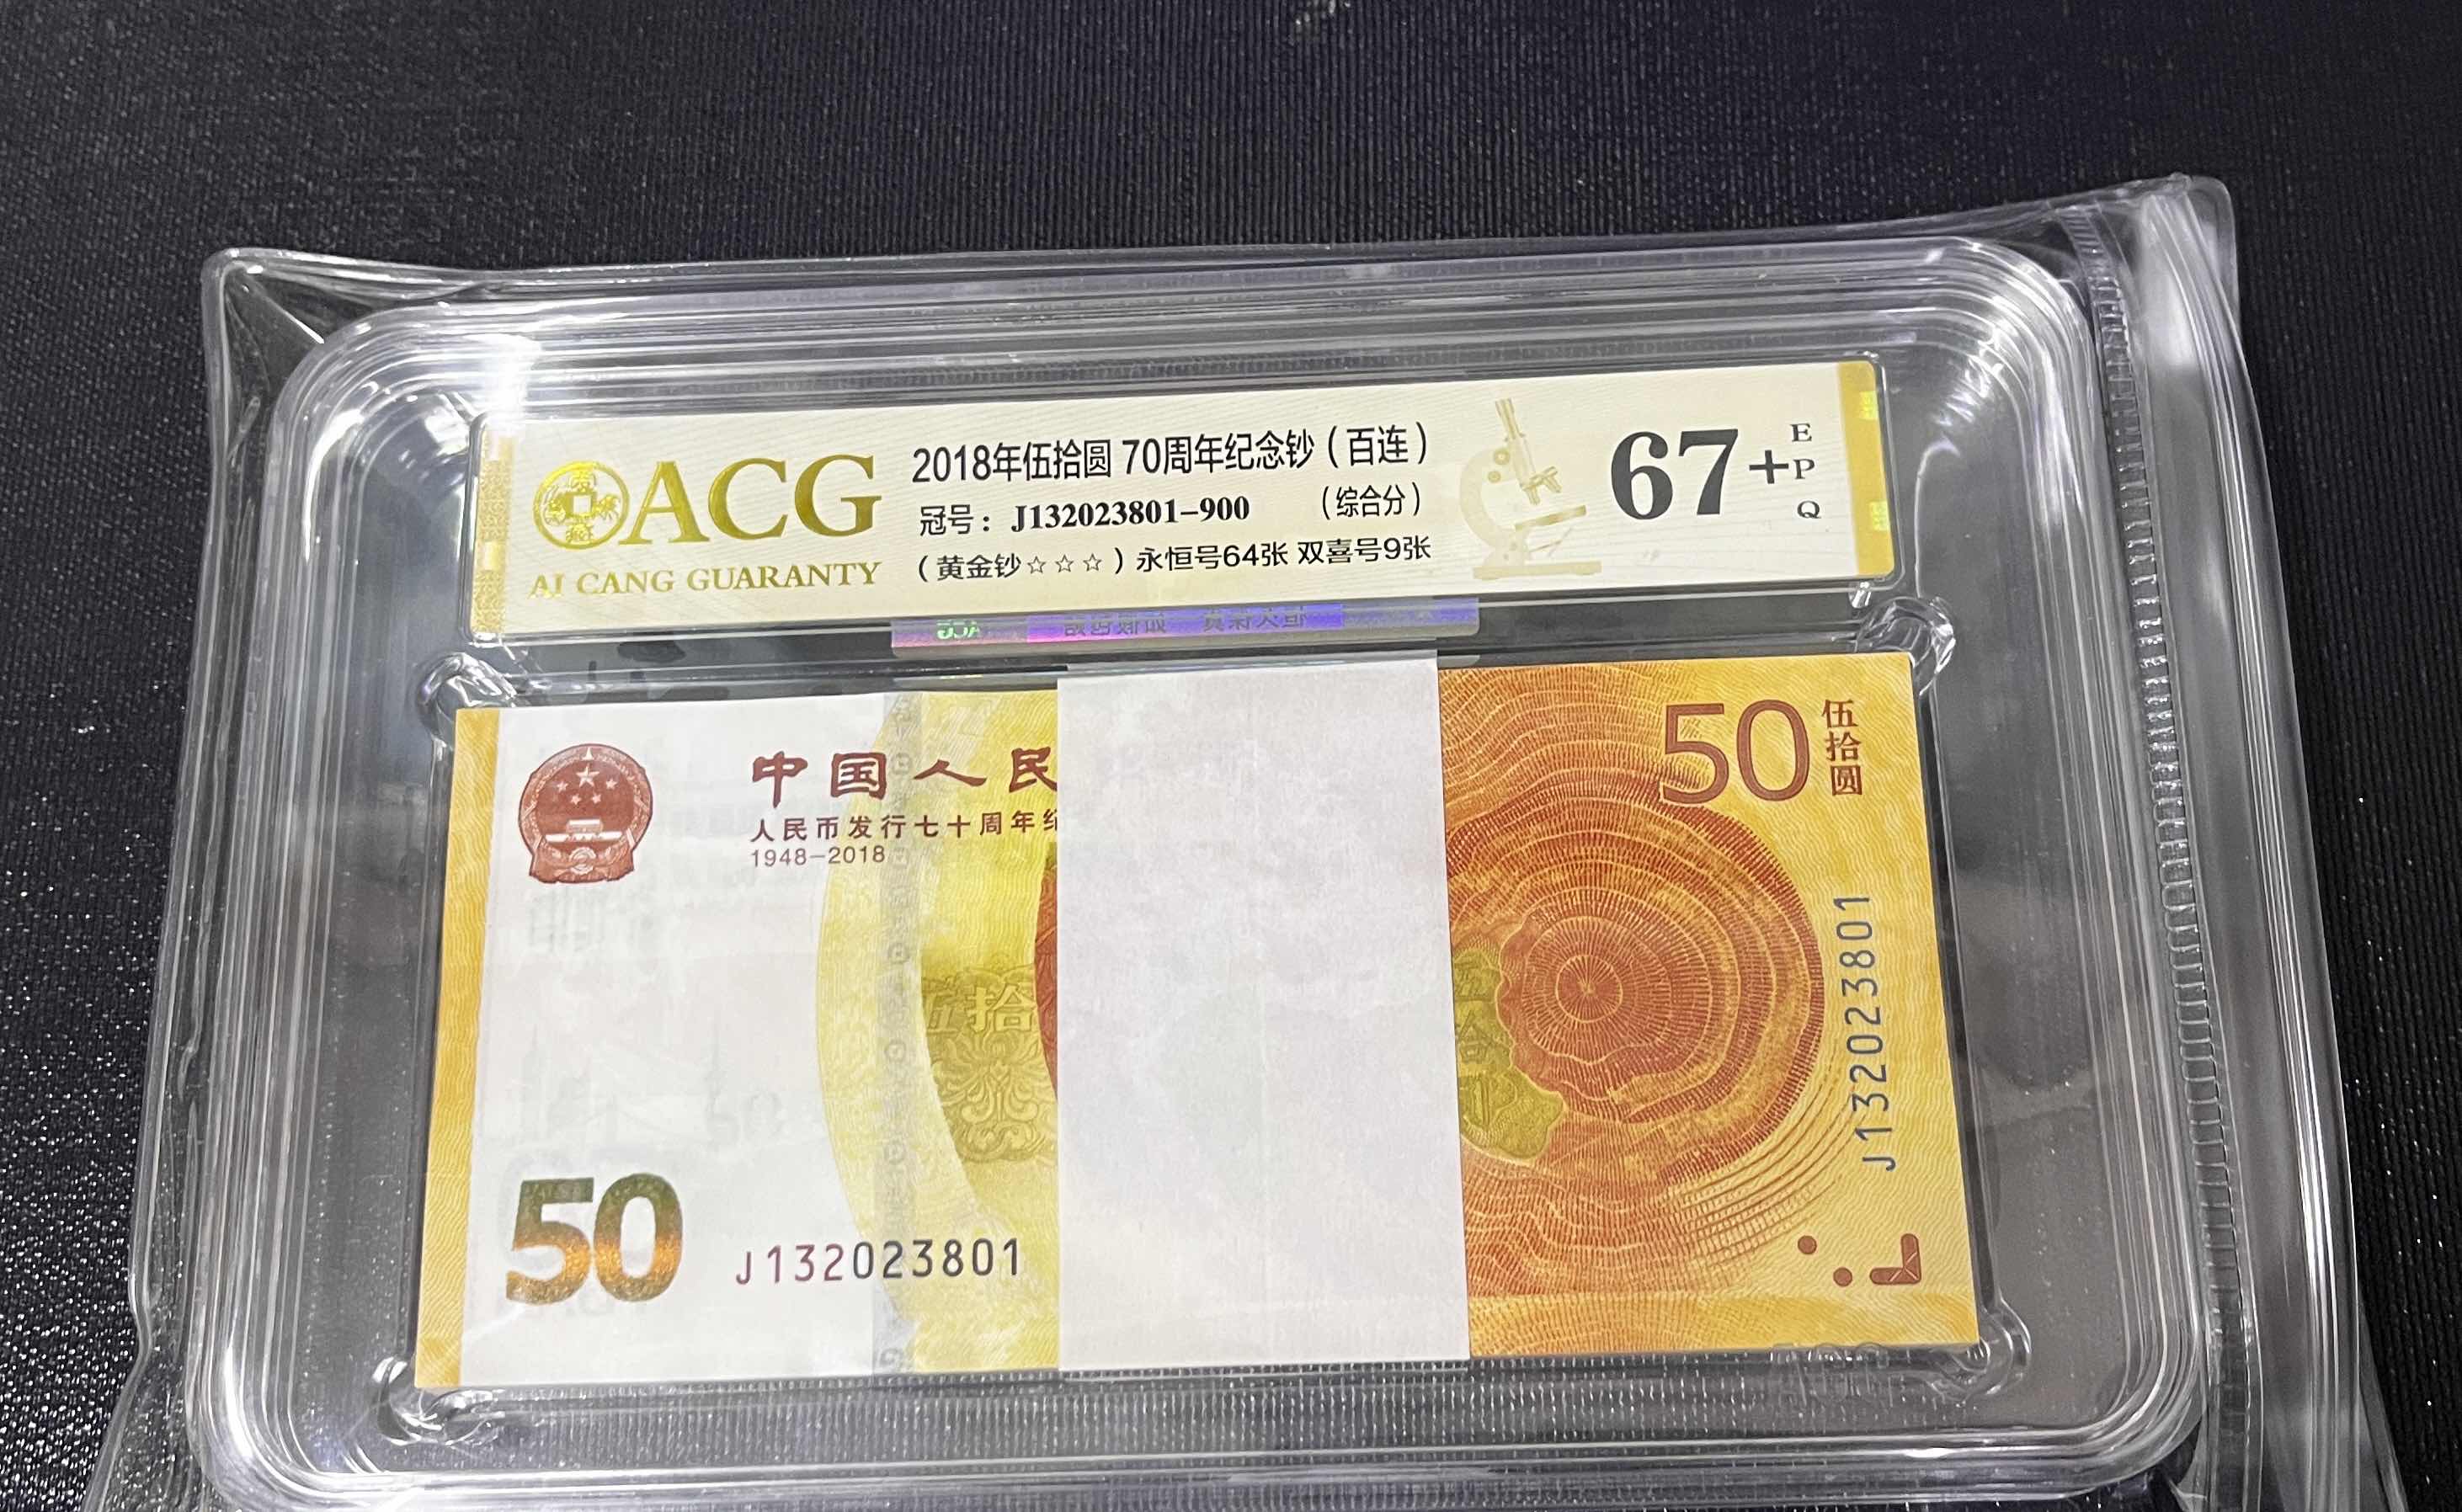 ACG
AI CANG GUARANTY
2018年伍拾圆 70周年纪念钞（百连）
冠号：J132023801-900 （综合分）
（黄金钞☆☆☆）永恒号64张 双喜号9张
67+
E
P
Q
中国人民
人民币发行七十周年纪
1948-2018
伍拾
50
J132023801
50
伍拾圆
J132023801